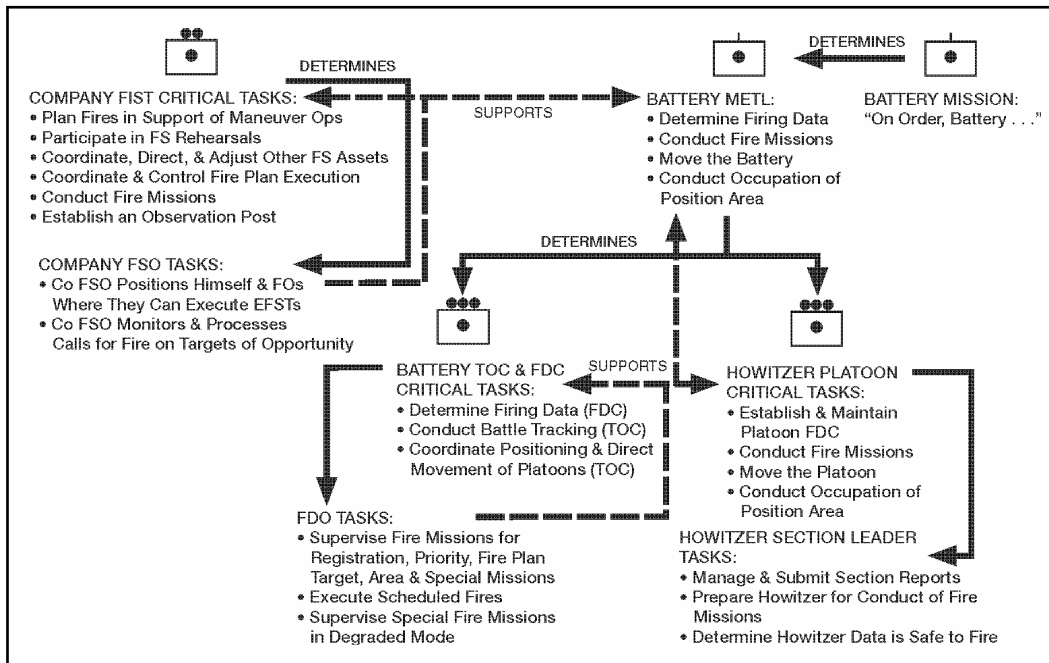 DETERMINES
DETERMINES
COMPANY FIST CRITICAL TASKS:
• Plan Fires in Support of Maneuver Ops
• Participate in FS Rehearsals
• Coordinate, Direct, & Adjust Other FS Assets
• Coordinate & Control Fire Plan Execution
• Conduct Fire Missions
• Establish an Observation Post
SUPPORTS
BATTERY METL:
• Determine Firing Data
• Conduct Fire Missions
• Move the Battery
• Conduct Occupation of
Position Area
BATTERY MISSION:
“On Order, Battery . . .”
DETERMINES
COMPANY FSO TASKS:
• Co FSO Positions Himself & FOs
Where They Can Execute EFSTs
• Co FSO Monitors & Processes
Calls for Fire on Targets of Opportunity
SUPPORTS
BATTERY TOC & FDC
CRITICAL TASKS:
• Determine Firing Data (FDC)
• Conduct Battle Tracking (TOC)
• Coordinate Positioning & Direct
Movement of Platoons (TOC)
HOWITZER PLATOON
CRITICAL TASKS:
• Establish & Maintain
Platoon FDC
• Conduct Fire Missions
• Move the Platoon
• Conduct Occupation of
Position Area
FDO TASKS:
• Supervise Fire Missions for
Registration, Priority, Fire Plan
Target, Area & Special Missions
• Execute Scheduled Fires
• Supervise Special Fire Missions
in Degraded Mode
HOWITZER SECTION LEADER
TASKS:
• Manage & Submit Section Reports
• Prepare Howitzer for Conduct of Fire
Missions
• Determine Howitzer Data is Safe to Fire